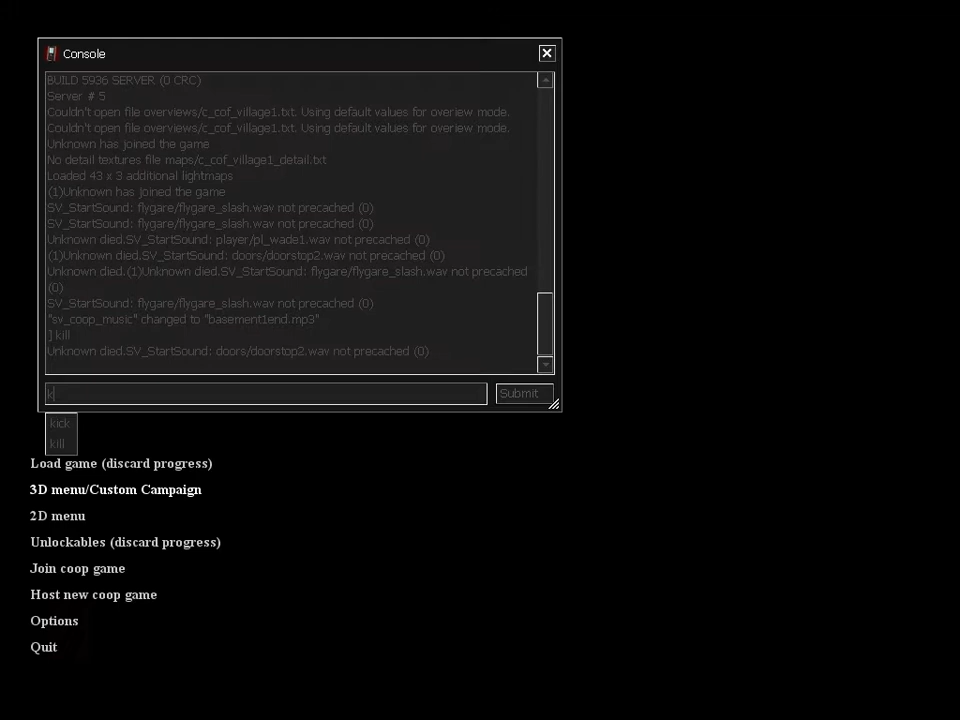 Console
BUILD 5936 SERVER (0 CRC)
Server # 5
Couldn't open file overviews/c_cof_village1.txt. Using default values for overiew mode.
Couldn't open file overviews/c_cof_village1.txt. Using default values for overiew mode.
Unknown has joined the game
No detail textures file maps/c_cof_village1_detail.txt
Loaded 43 x 3 additional lightmaps
(1)Unknown has joined the game
SV_StartSound: flygare/flygare_slash.wav not precached (0)
SV_StartSound: flygare/flygare_slash.wav not precached (0)
Unknown died.SV_StartSound: player/pl_wade1.wav not precached (0)
(1)Unknown died.SV_StartSound: doors/doorstop2.wav not precached (0)
Unknown died.(1)Unknown died.SV_StartSound: flygare/flygare_slash.wav not precached
(0)
SV_StartSound: flygare/flygare_slash.wav not precached (0)
"sv_coop_music" changed to "basement1end.mp3"
] kill
Unknown died.SV_StartSound: doors/doorstop2.wav not precached (0)
k
Submit
kick
kill
Load game (discard progress)
3D menu/Custom Campaign
2D menu
Unlockables (discard progress)
Join coop game
Host new coop game
Options
Quit